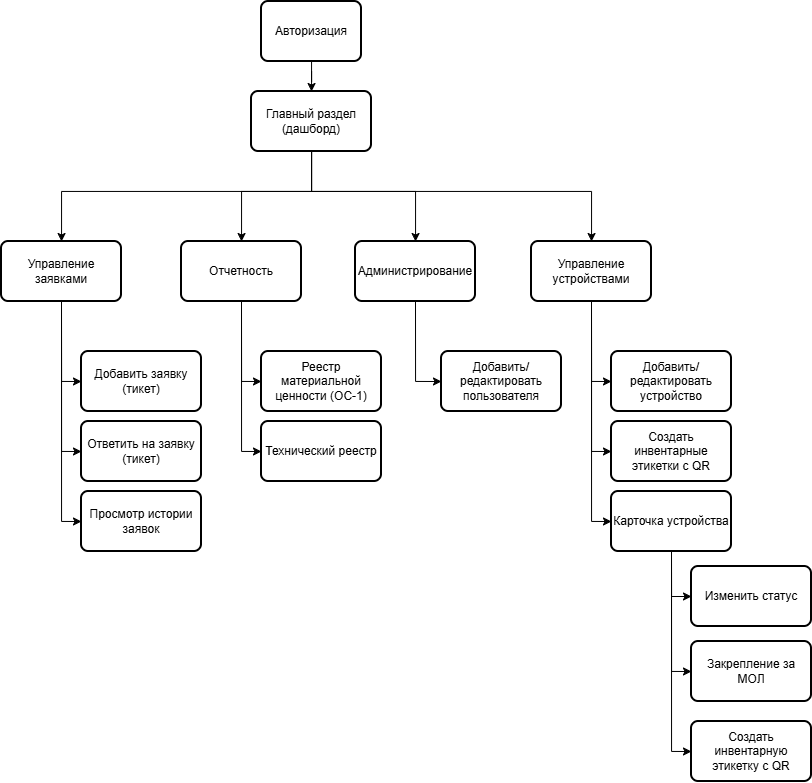 Авторизация
Главный раздел
(дашборд)
Управление
заявками
Отчетность
Администрирование
Управление
устройствами
Добавить заявку
(тикет)
Реестр
материальной
ценности (ОС-1)
Добавить/
редактировать
пользователя
Добавить/
редактировать
устройство
Ответить на заявку
(тикет)
Технический реестр
Создать
инвентарные
этикетки с QR
Просмотр истории
заявок
Карточка устройства
Изменить статус
Закрепление за
МОЛ
Создать
инвентарную
этикетку с QR